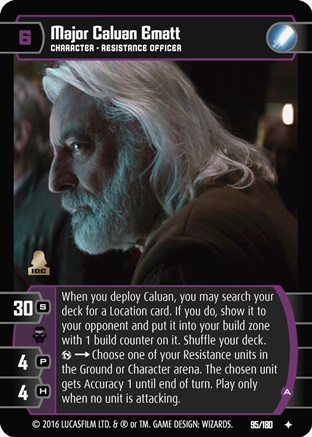 6
Major Caluan Ematt
CHARACTER - RESISTANCE OFFICER
IDC
30 S
4 P
4 H
When you deploy Caluan, you may search your
deck for a Location card. If you do, show it to
your opponent and put it into your build zone
with 1 build counter on it. Shuffle your deck.
Choose one of your Resistance units in
the Ground or Character arena. The chosen unit
gets Accuracy 1 until end of turn. Play only
when no unit is attacking.
A
© 2016 LUCASFILM LTD. & ® or TM. GAME DESIGN: WIZARDS.
95/180